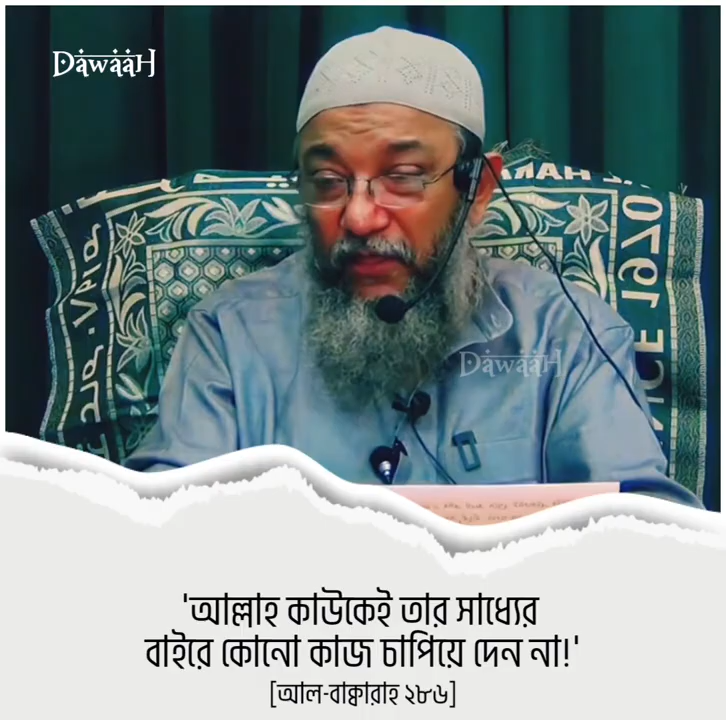 DAWAAH
DAWAAH
'আল্লাহ কাউকেই তার সাধ্যের
বাইরে কোনো কাজ চাপিয়ে দেন না!'
[আল-বাক্বারাহ ২৮৬]